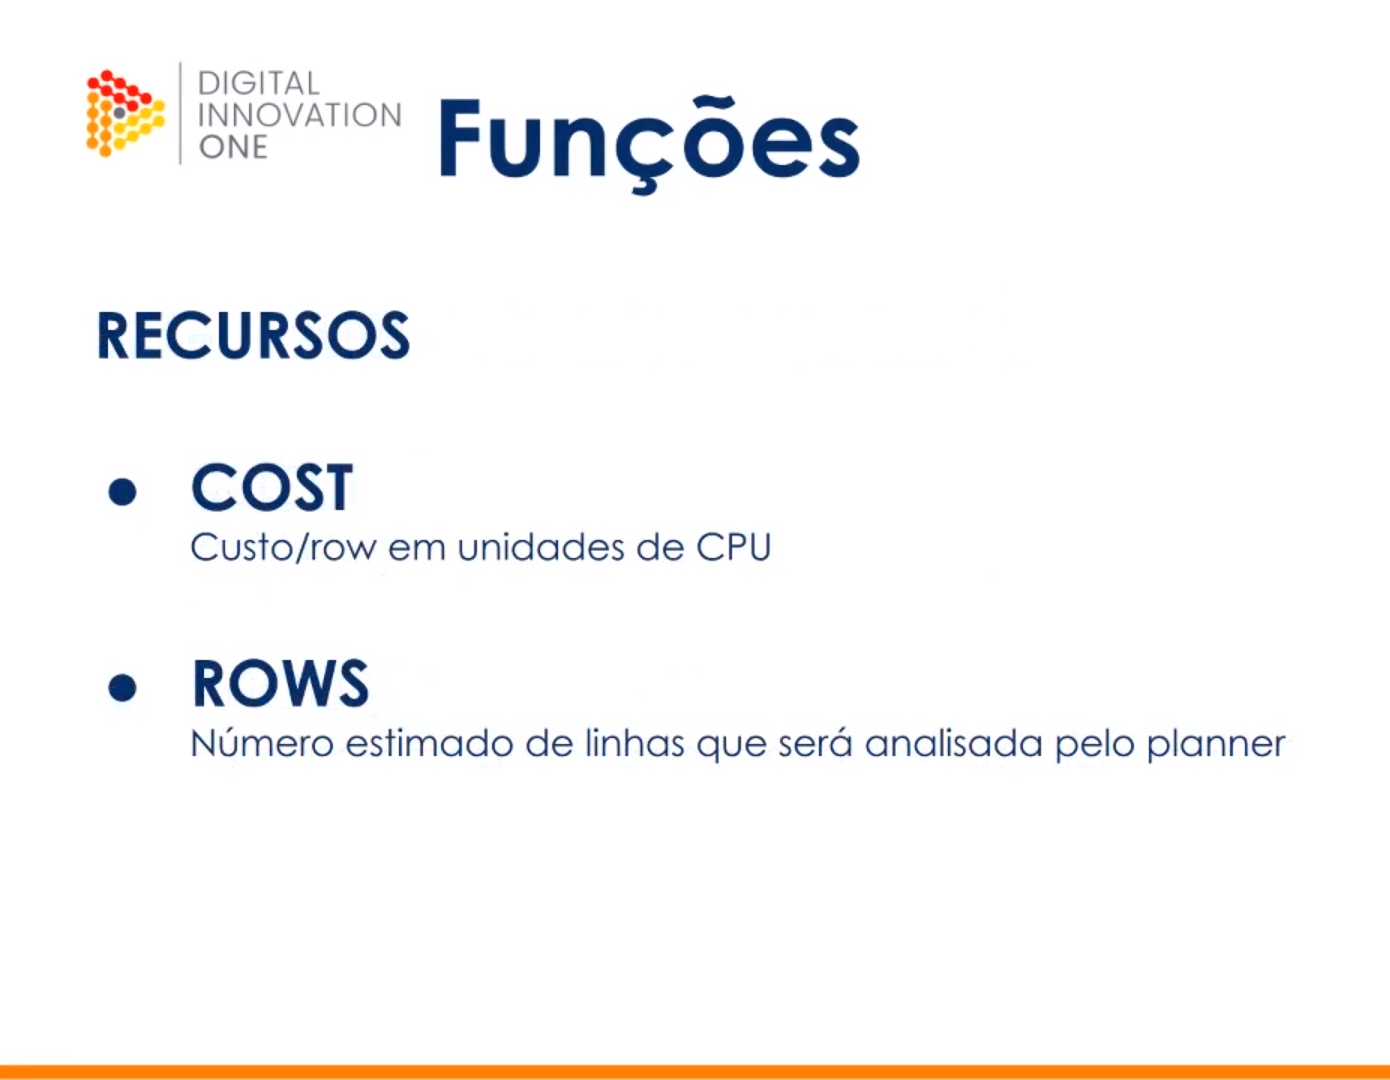 DIGITAL
INNOVATION
ONE
Funções
RECURSOS
● COST
Custo/row em unidades de CPU
● ROWS
Número estimado de linhas que será analisada pelo planner